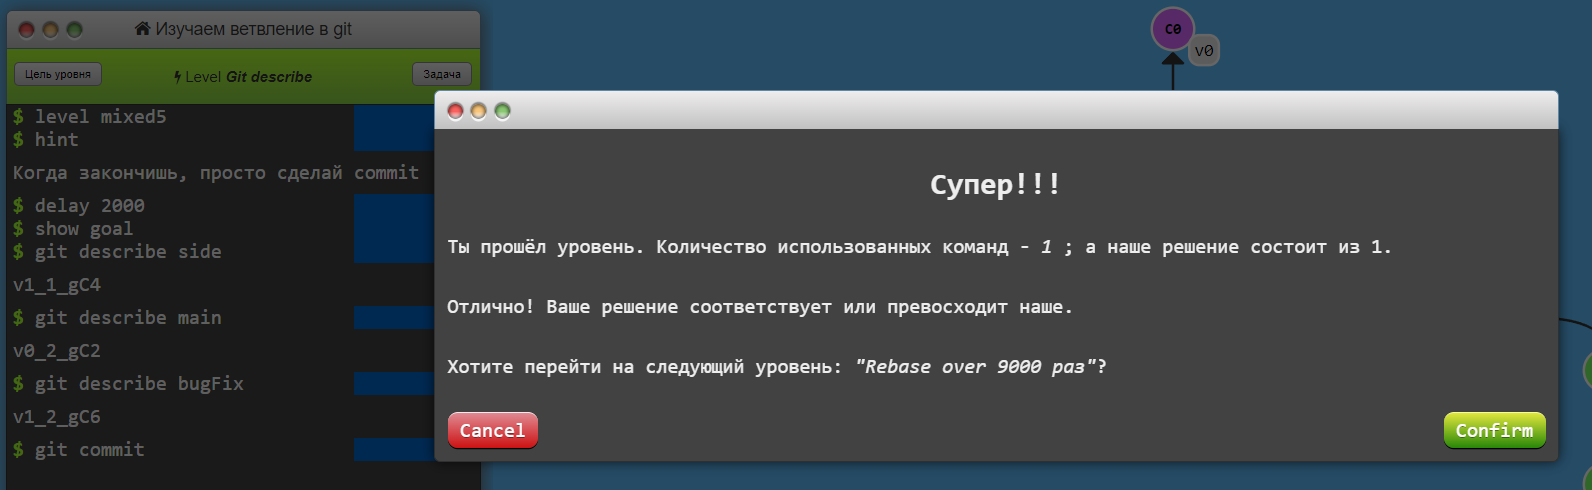 Изучаем ветвление в git
Цель уровня
Level Git describe
Задача
$ level mixed5
$ hint
Когда закончишь, просто сделай commit
$ delay 2000
$ show goal
$ git describe side
v1_1_gC4
$ git describe main
v0_2_gC2
$ git describe bugFix
v1_2_gC6
$ git commit
C0
v0
Супер!!!
Ты прошёл уровень. Количество использованных команд - 1 ; а наше решение состоит из 1.
Отлично! Ваше решение соответствует или превосходит наше.
Хотите перейти на следующий уровень: "Rebase over 9000 раз"?
Cancel
Confirm